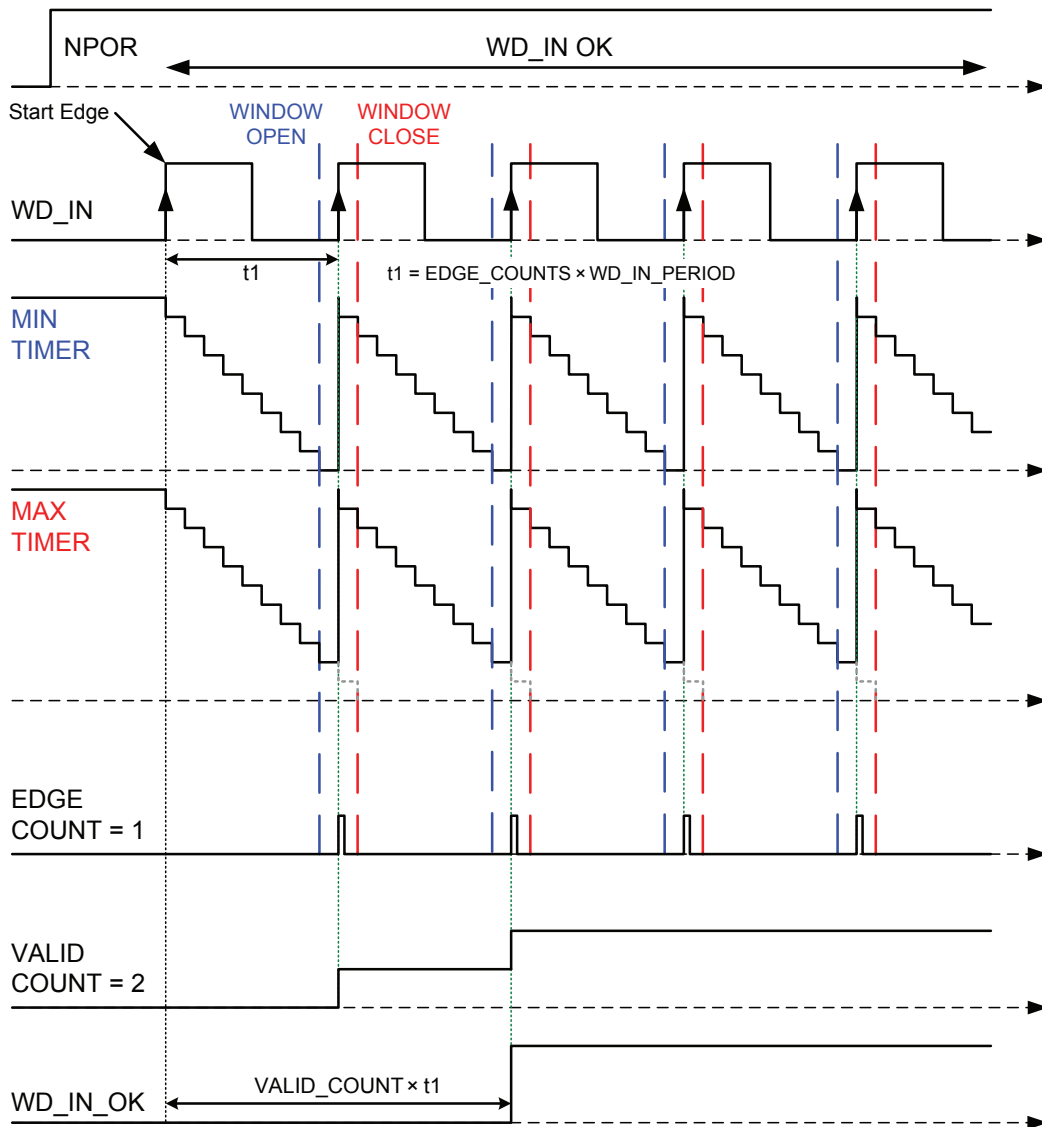 NPOR
WD_IN OK
Start Edge
WINDOW
OPEN
WINDOW
CLOSE
WD_IN
t1
t1 = EDGE_COUNTS × WD_IN_PERIOD
MIN
TIMER
MAX
TIMER
EDGE
COUNT = 1
VALID
COUNT = 2
VALID_COUNT × t1
WD_IN_OK